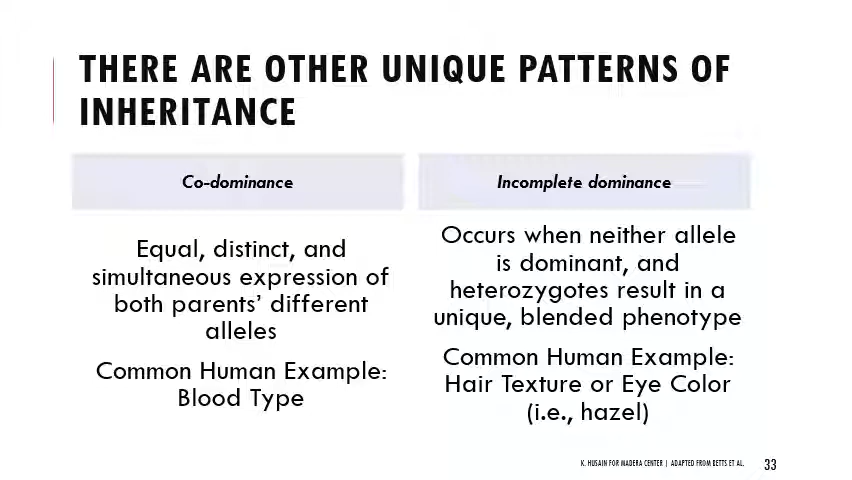 THERE ARE OTHER UNIQUE PATTERNS OF
INHERITANCE
Co-dominance
Equal, distinct, and
simultaneous expression of
both parents' different
alleles
Common Human Example:
Blood Type
Incomplete dominance
Occurs when neither allele
is dominant, and
heterozygotes result in a
unique, blended phenotype
Common Human Example:
Hair Texture or Eye Color
(i.e., hazel)
K. HUSAIN FOR MADERA CENTER | ADAPTED FROM BETTS ET AL.
33